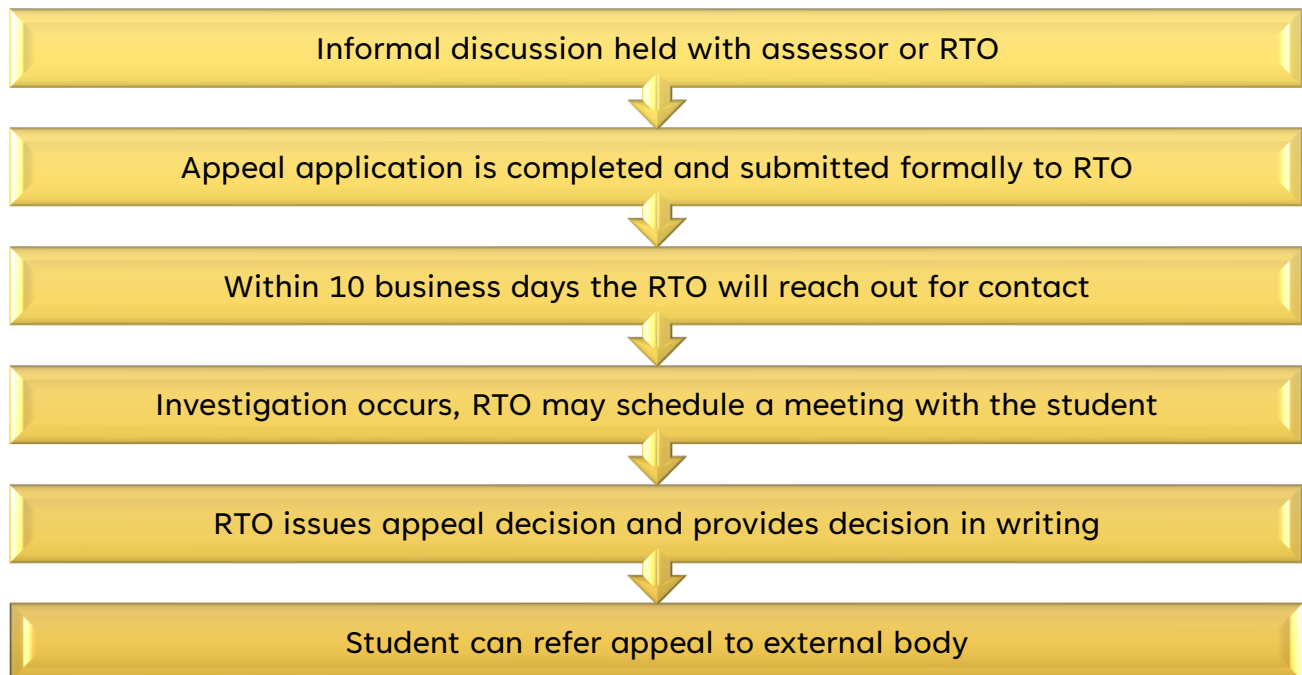 Informal discussion held with assessor or RTO
Appeal application is completed and submitted formally to RTO
Within 10 business days the RTO will reach out for contact
Investigation occurs, RTO may schedule a meeting with the student
RTO issues appeal decision and provides decision in writing
Student can refer appeal to external body